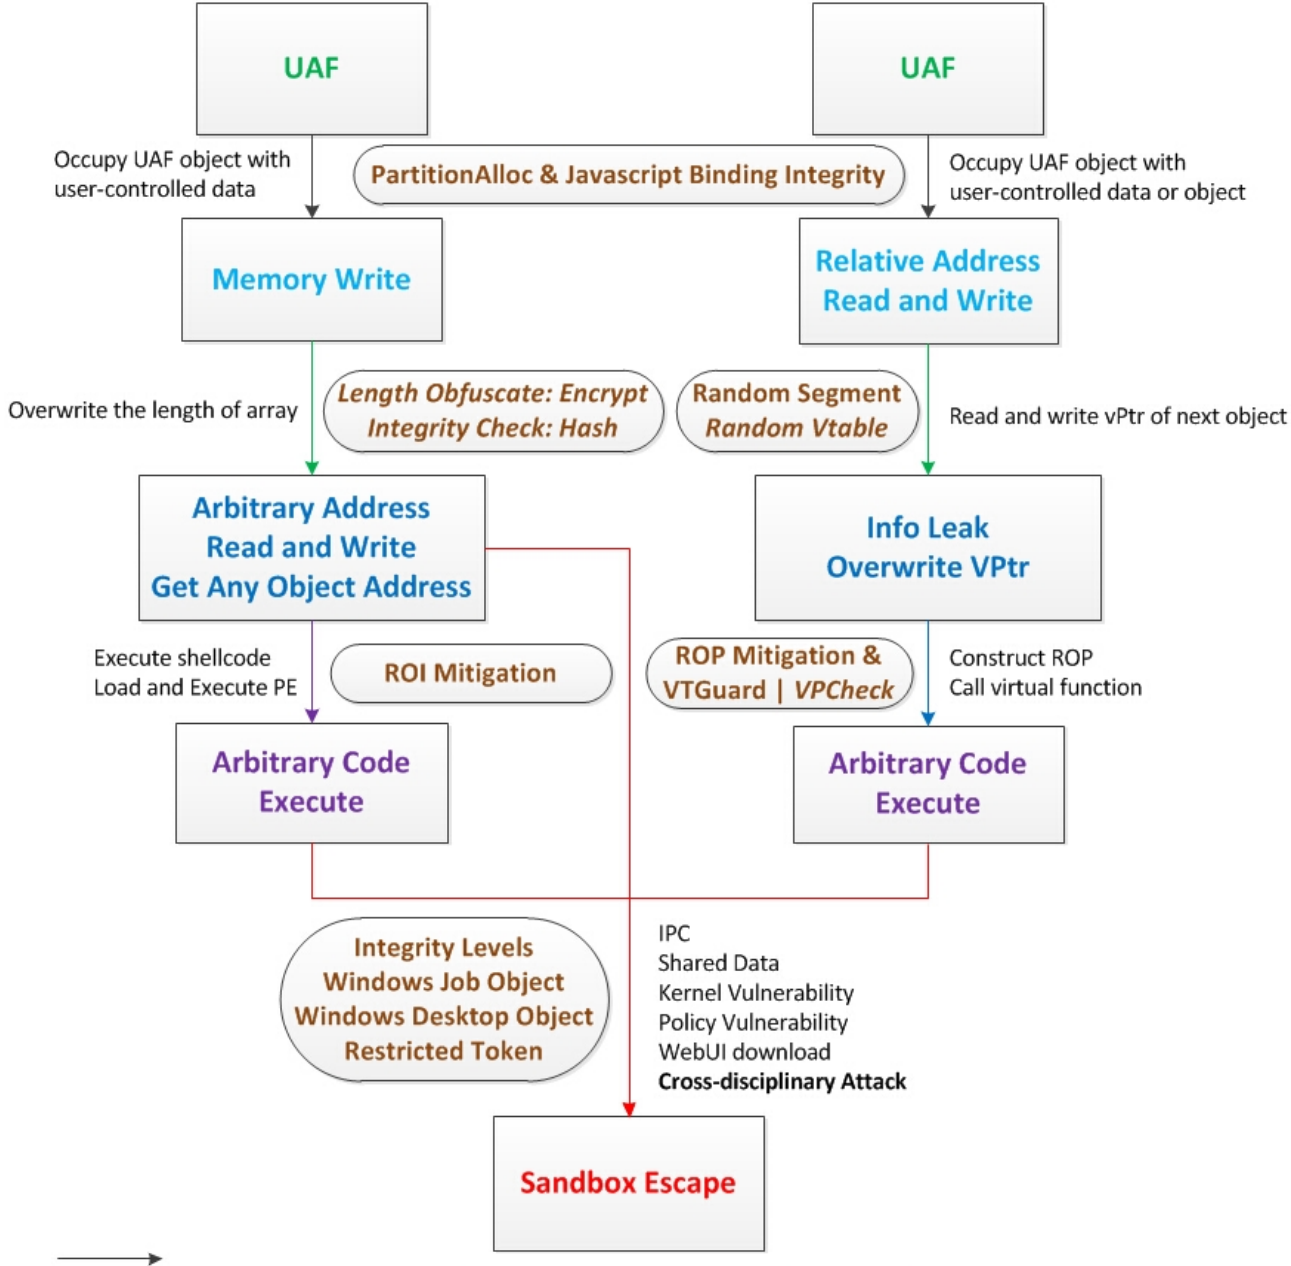 UAF
UAF
Occupy UAF object with
user-controlled data
PartitionAlloc & Javascript Binding Integrity
Occupy UAF object with
user-controlled data or object
Memory Write
Relative Address
Read and Write
Overwrite the length of array
Length Obfuscate: Encrypt
Integrity Check: Hash
Random Segment
Random Vtable
Read and write vPtr of next object
Arbitrary Address
Read and Write
Get Any Object Address
Info Leak
Overwrite VPtr
Execute shellcode
Load and Execute PE
ROI Mitigation
ROP Mitigation &
VTGuard | VPCheck
Construct ROP
Call virtual function
Arbitrary Code
Execute
Arbitrary Code
Execute
Integrity Levels
Windows Job Object
Windows Desktop Object
Restricted Token
IPC
Shared Data
Kernel Vulnerability
Policy Vulnerability
WebUI download
Cross-disciplinary Attack
Sandbox Escape